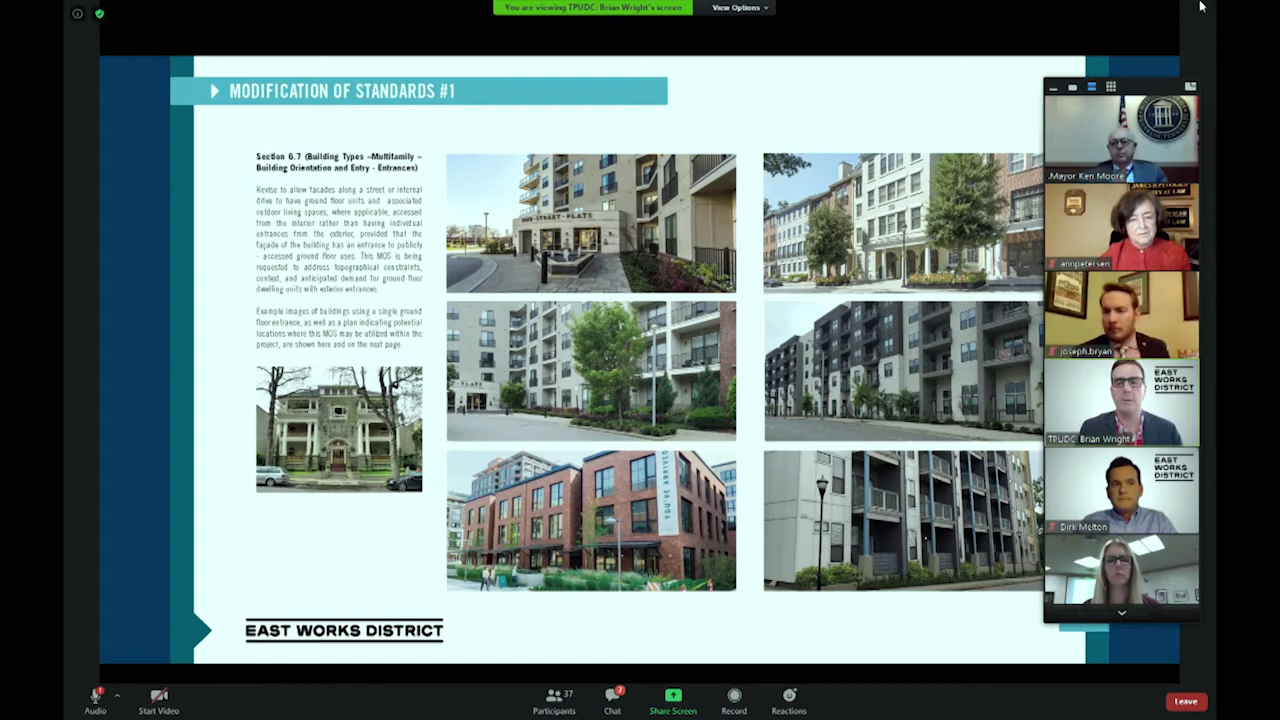 You are viewing TPUDC: Brian Wright's screen
View Options
MODIFICATION OF STANDARDS #1
Section 6.7 (Building Types –Multifamily –
Building Orientation and Entry - Entrances)
Revise to allow facades along a street or internal
drive to have ground floor units and associated
outdoor living spaces, where applicable, accessed
from the interior rather than having individual
entrances from the exterior, provided that the
façade of the building has an entrance to publicly
- accessed ground floor uses. This MOS is being
requested to address topographical constraints,
context, and anticipated demand for ground floor
dwelling units with exterior entrances.
Example images of buildings using a single ground
floor entrance, as well as a plan indicating potential
locations where this MOS may be utilized within the
project, are shown here and on the next page.
STREET-FLATS
FLATS
YOU'VE ARRIVED
EAST WORKS DISTRICT
Mayor Ken Moore
annpetersen
joseph.bryan
EAST
WORKS
DISTRICT
TPUDC: Brian Wright
EAST
WORKS
DISTRICT
Dirk Melton
Audio
Start Video
Participants
37
Chat
7
Share Screen
Record
Reactions
Leave